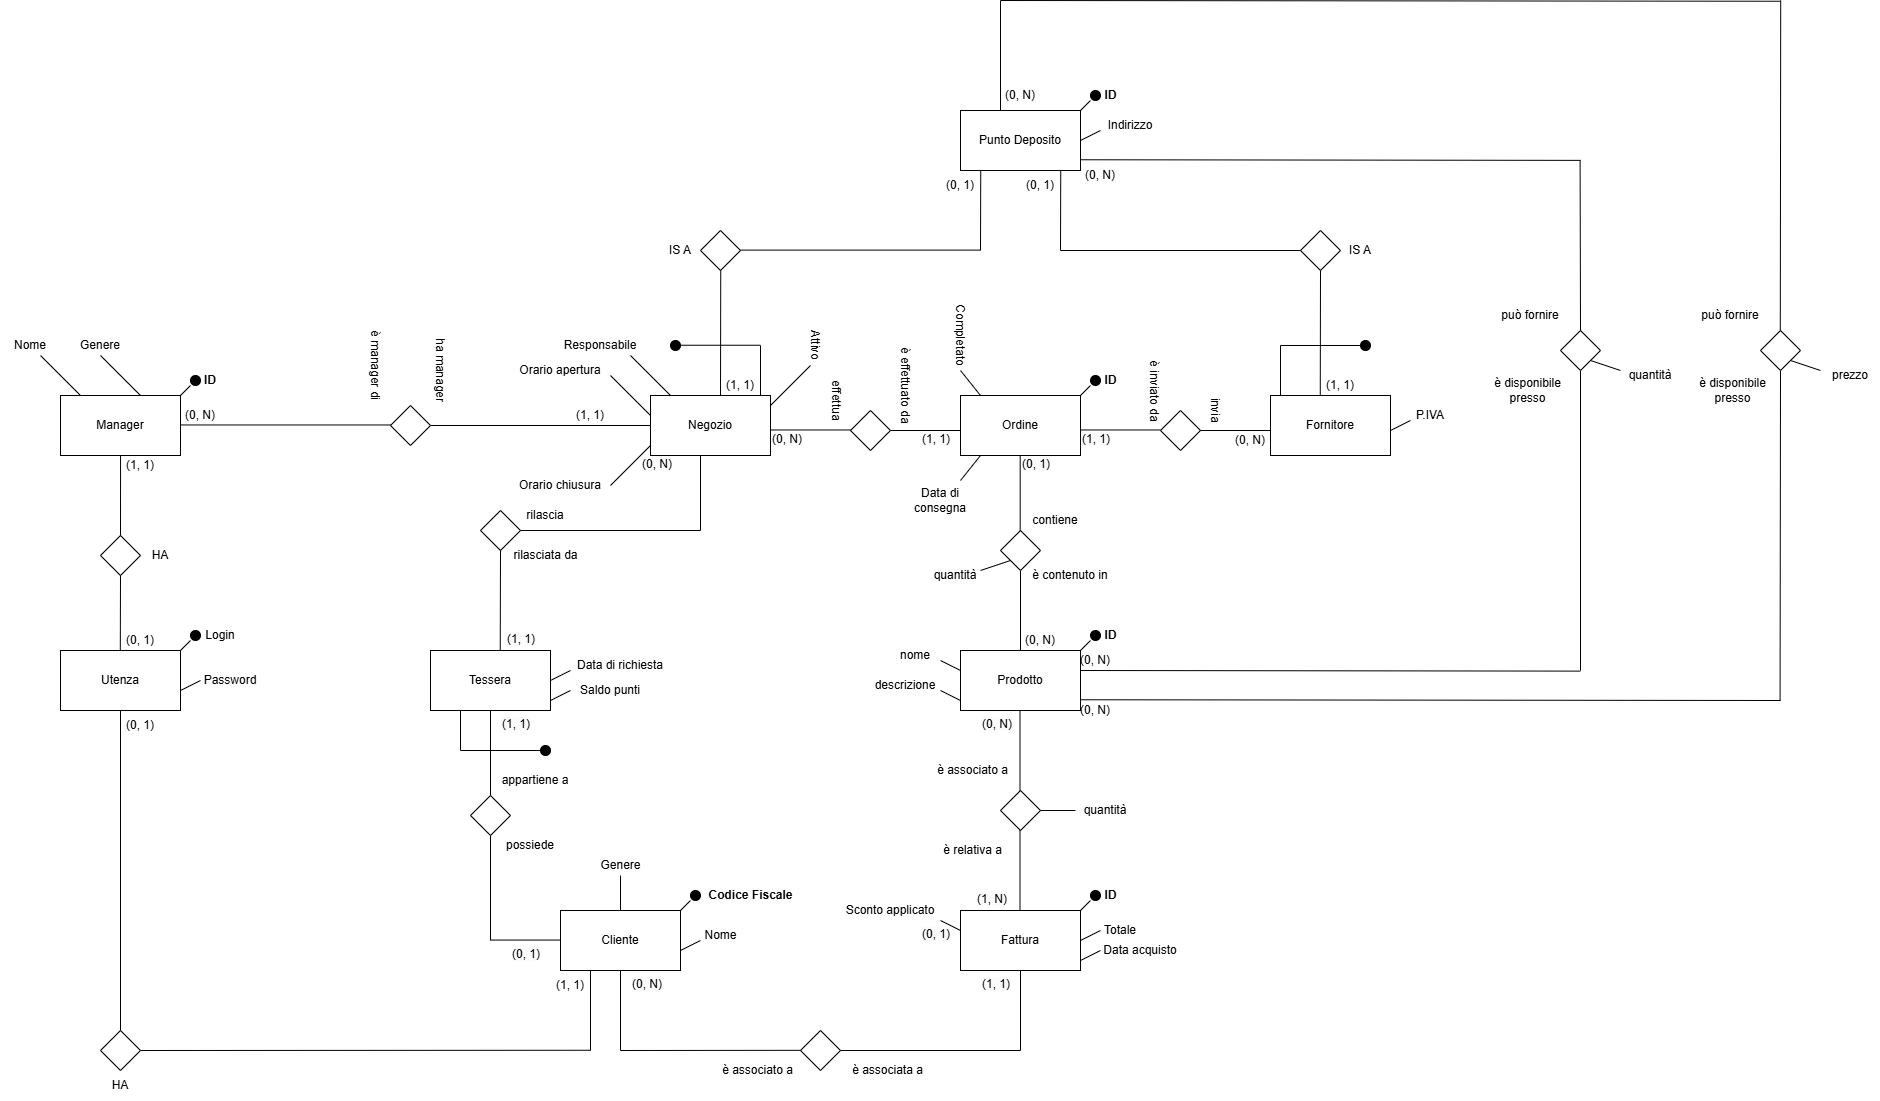 (0, N)
ID
Punto Deposito
Indirizzo
(0, 1)
(0, 1)
(0, N)
IS A
IS A
Nome
Genere
ID
Manager
(0, N)
(1, 1)
è manager di
ha manager
(1, 1)
Responsabile
Orario apertura
Attivo
(1, 1)
Negozio
(0, N)
(0, N)
Orario chiusura
effettua
è effettuato da
Completato
ID
(1, 1)
Ordine
(1, 1)
(0, 1)
Data di
consegna
è inviato da
invia
(0, N)
(1, 1)
Fornitore
P.IVA
può fornire
quantità
è disponibile
presso
può fornire
prezzo
è disponibile
presso
rilascia
rilasciata da
contiene
quantità
è contenuto in
HA
(0, 1)
Login
Utenza
Password
(0, 1)
(1, 1)
Tessera
Data di richiesta
Saldo punti
(1, 1)
appartiene a
possiede
(0, N)
ID
nome
descrizione
Prodotto
(0, N)
(0, N)
(0, N)
è associato a
quantità
è relativa a
Genere
Codice Fiscale
Cliente
Nome
(0, 1)
(1, 1)
(0, N)
(1, N)
ID
Sconto applicato
(0, 1)
Fattura
Totale
Data acquisto
(1, 1)
HA
è associato a
è associata a